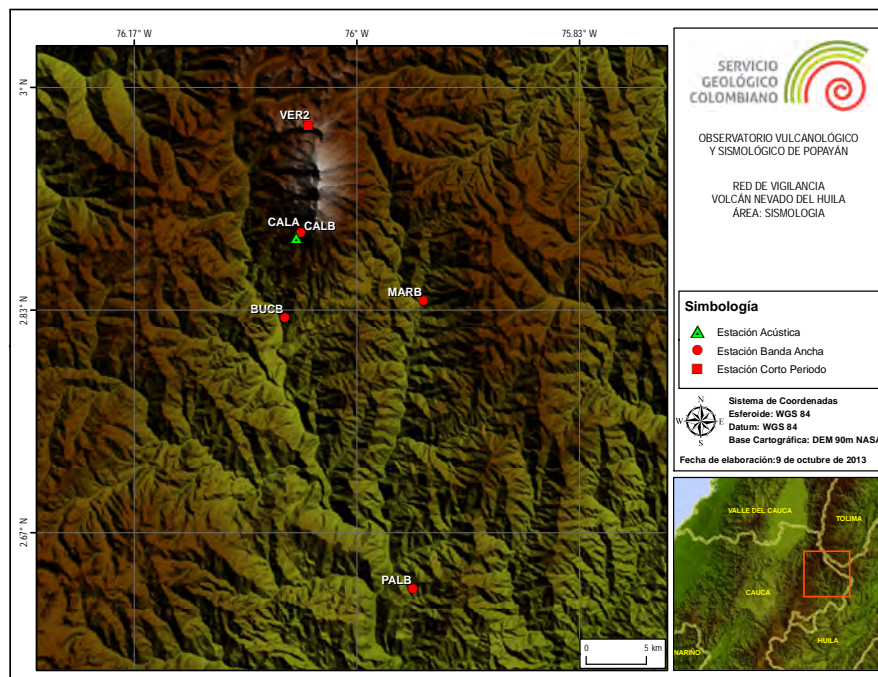 76.17° W
76° W
75.83° W
3° N
2.83° N
2.67° N
VER2
CALA
CALB
MARB
BUCB
PALB
0
5 km
SERVICIO
GEOLÓGICO
COLOMBIANO
OBSERVATORIO VULCANOLÓGICO
Y SISMOLÓGICO DE POPAYÁN
RED DE VIGILANCIA
VOLCÁN NEVADO DEL HUILA
ÁREA: SISMOLOGIA
Simbología
Estación Acústica
Estación Banda Ancha
Estación Corto Periodo
N
W
E
S
Sistema de Coordenadas
Esferoide: WGS 84
Datum: WGS 84
Base Cartográfica: DEM 90m NASA
Fecha de elaboración:9 de octubre de 2013
VALLE DEL CAUCA
TOLIMA
CAUCA
HUILA
NARIÑO